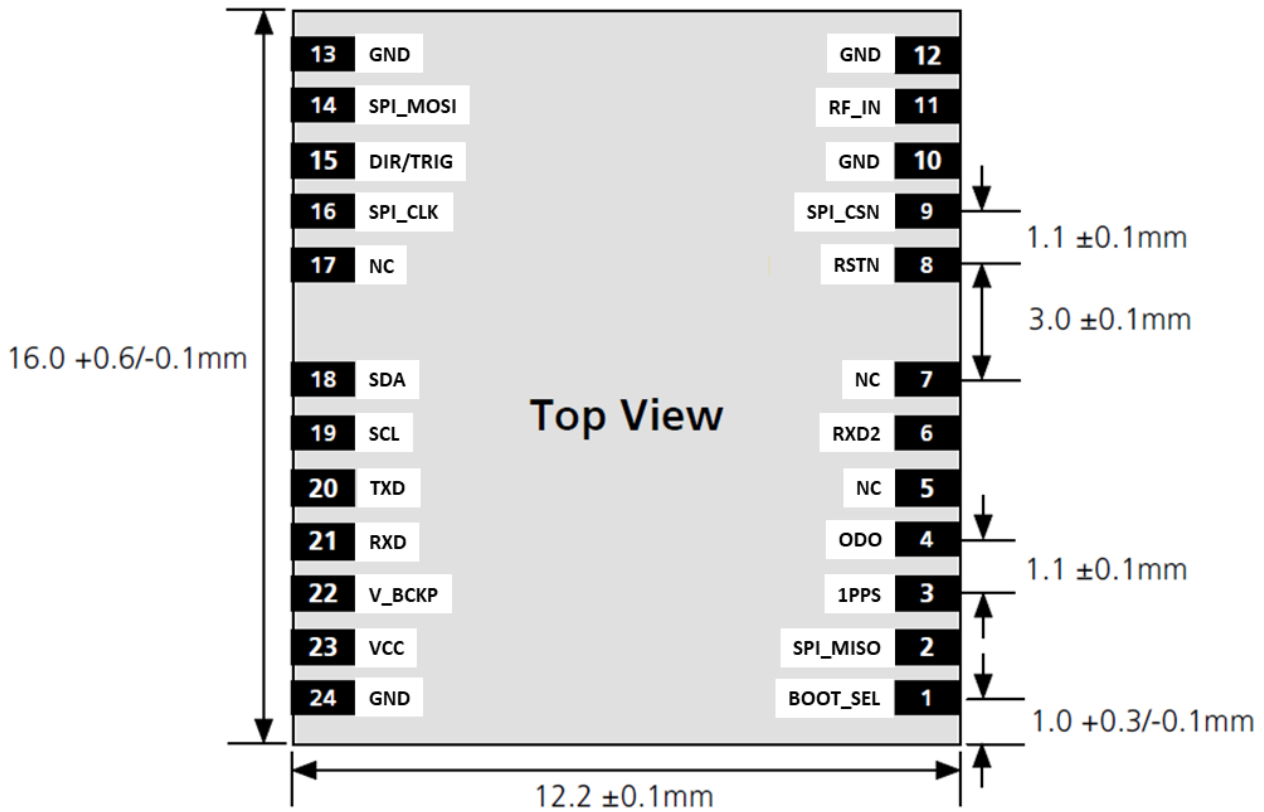 13 GND GND 12
14 SPI_MOSI RF_IN 11
15 DIR/TRIG GND 10
16 SPI_CLK SPI_CSN 9
1.1 ±0.1mm
17 NC RSTN 8
3.0 ±0.1mm
16.0 +0.6/-0.1mm
18 SDA NC 7
Top View
19 SCL RXD2 6
20 TXD NC 5
21 RXD ODO 4
1.1 ±0.1mm
22 V_BCKP 1PPS 3
23 VCC SPI_MISO 2
24 GND BOOT_SEL 1
1.0 +0.3/-0.1mm
12.2 ±0.1mm